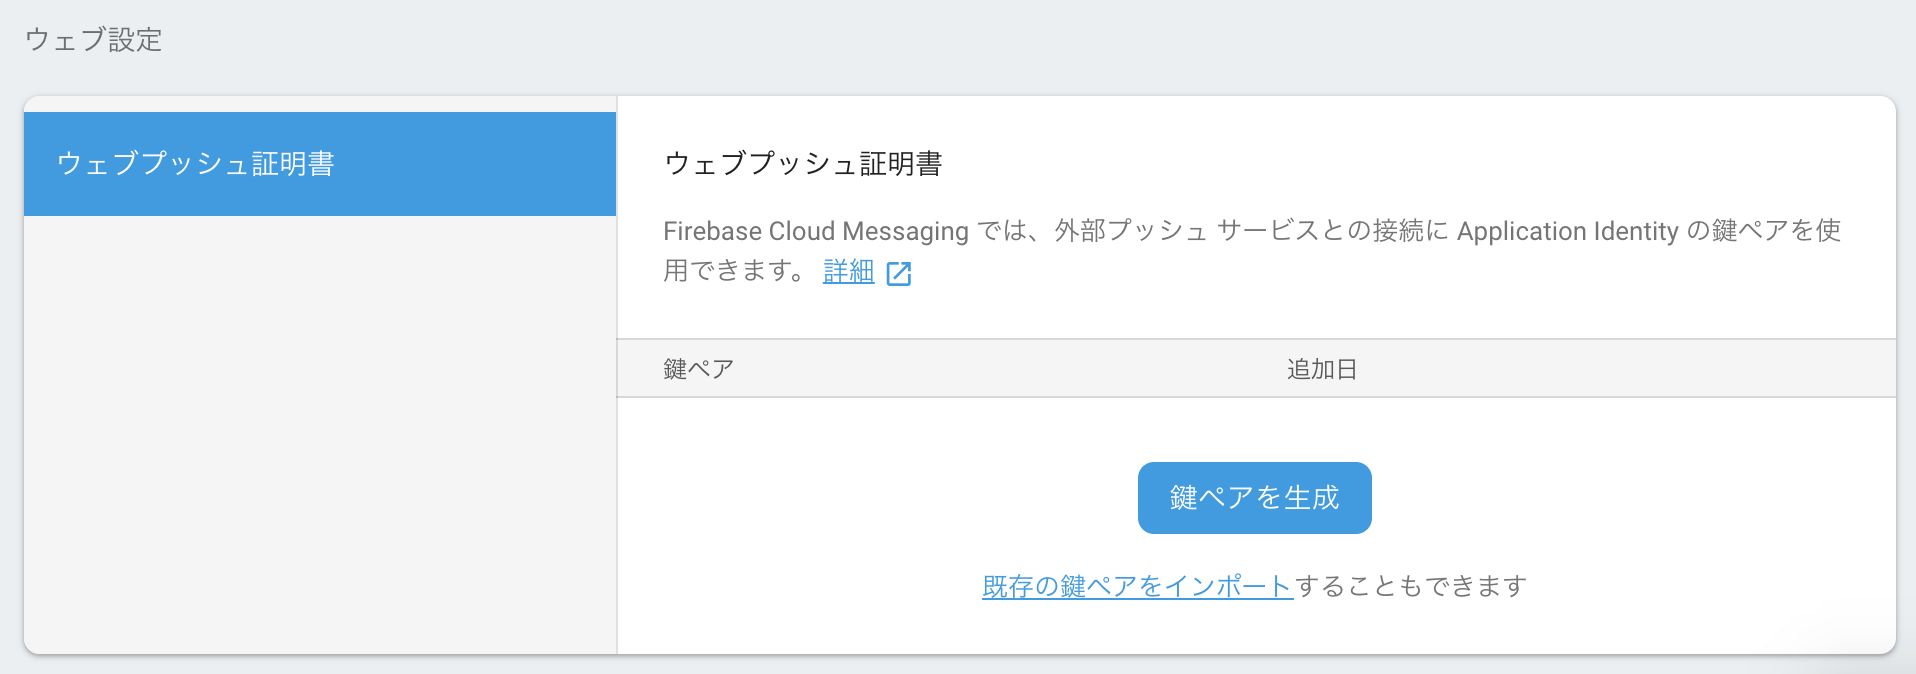 ウェブ設定
ウェブプッシュ証明書
ウェブプッシュ証明書
Firebase Cloud Messaging では、外部プッシュ サービスとの接続に Application Identity の鍵ペアを使
用できます。 詳細
鍵ペア 追加日
鍵ペアを生成
既存の鍵ペアをインポートすることもできます